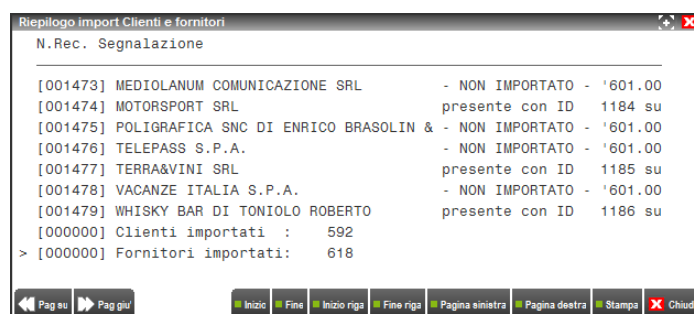 Riepilogo import Clienti e fornitori
N.Rec. Segnalazione
[001473] MEDIOLANUM COMUNICAZIONE SRL - NON IMPORTATO - '601.00
[001474] MOTORSPORT SRL presente con ID 1184 su
[001475] POLIGRAFICA SNC DI ENRICO BRASOLIN & - NON IMPORTATO - '601.00
[001476] TELEPASS S.P.A. - NON IMPORTATO - '601.00
[001477] TERRA&VINI SRL presente con ID 1185 su
[001478] VACANZE ITALIA S.P.A. - NON IMPORTATO - '601.00
[001479] WHISKY BAR DI TONIOLO ROBERTO presente con ID 1186 su
[000000] Clienti importati : 592
> [000000] Fornitori importati: 618
Pag su Pag giu' Inizio Fine Inizio riga Fine riga Pagina sinistra Pagina destra Stampa Chiud